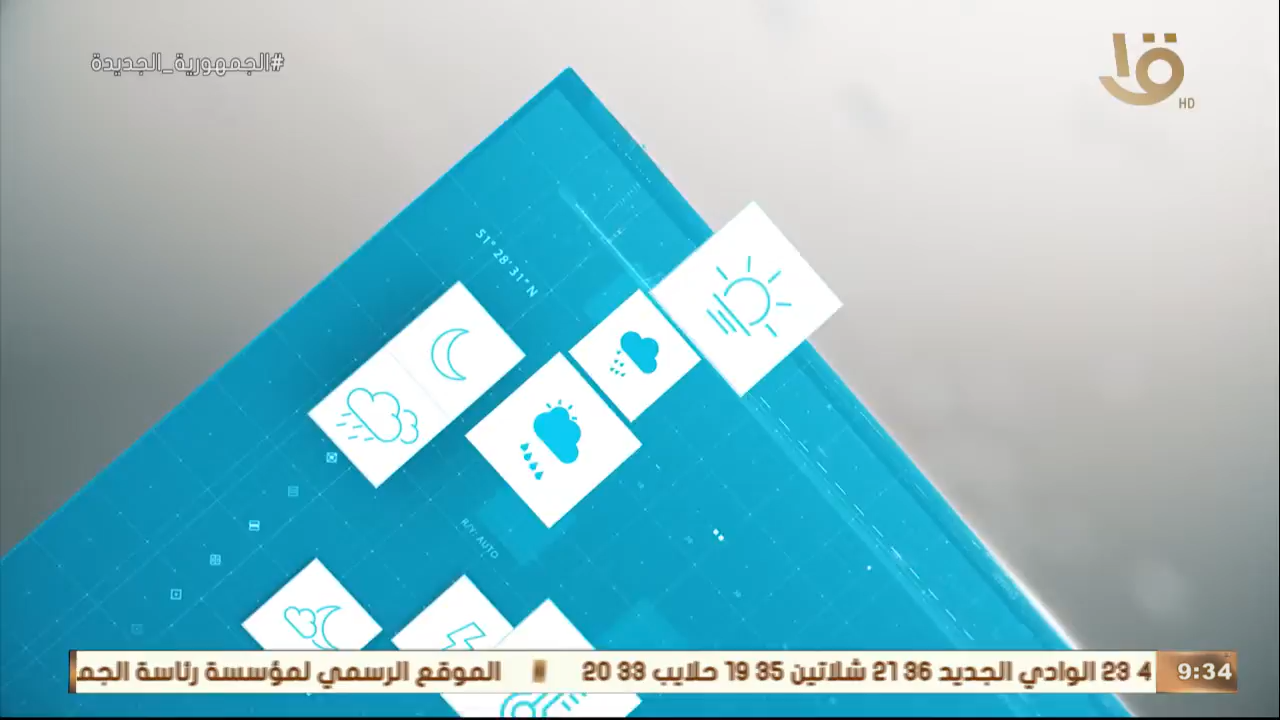 #الجمهورية_الجديدة
HD
51° 28' 31" N
R/Y:AUTO
9:34
4 23 الوادي الجديد 36 21 شلاتين 35 19 حلايب 33 20 الموقع الرسمي لمؤسسة رئاسة الجم